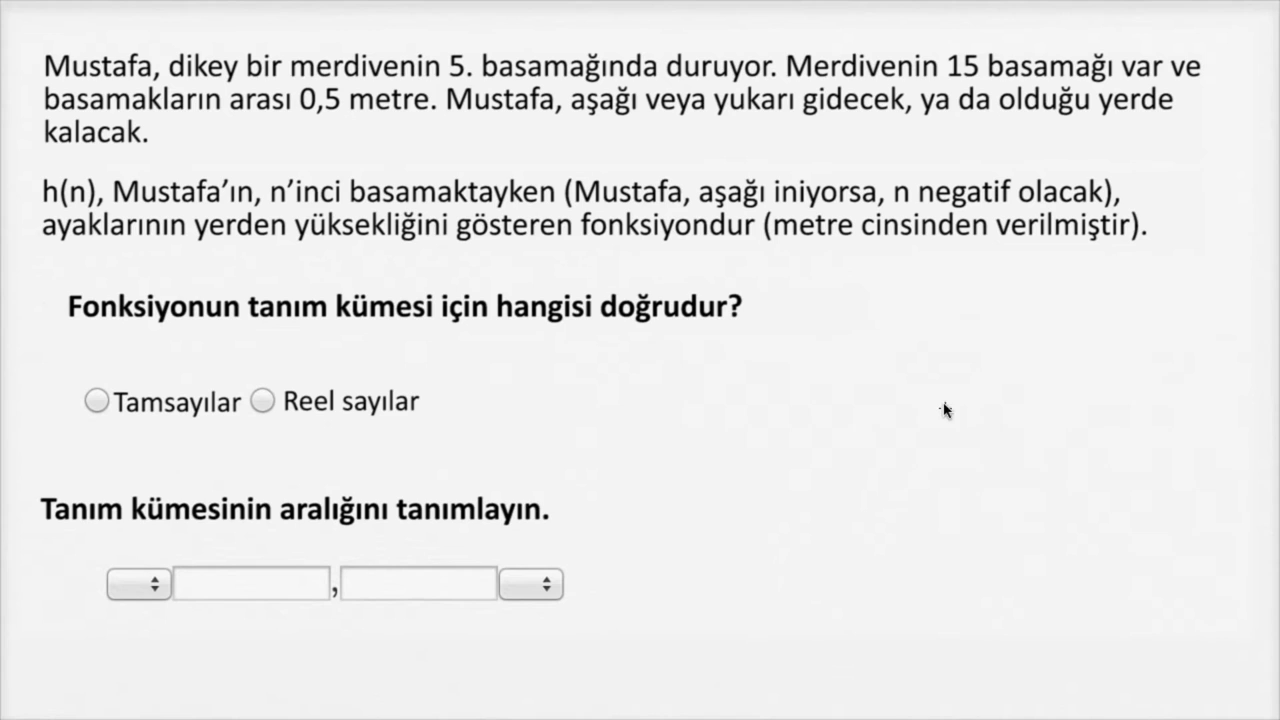 Mustafa, dikey bir merdivenin 5. basamağında duruyor. Merdivenin 15 basamağı var ve
basamakların arası 0,5 metre. Mustafa, aşağı veya yukarı gidecek, ya da olduğu yerde
kalacak.
h(n), Mustafa’ın, n’inci basamaktayken (Mustafa, aşağı iniyorsa, n negatif olacak),
ayaklarının yerden yüksekliğini gösteren fonksiyondur (metre cinsinden verilmiştir).
Fonksiyonun tanım kümesi için hangisi doğrudur?
Tamsayılar Reel sayılar
Tanım kümesinin aralığını tanımlayın.
,